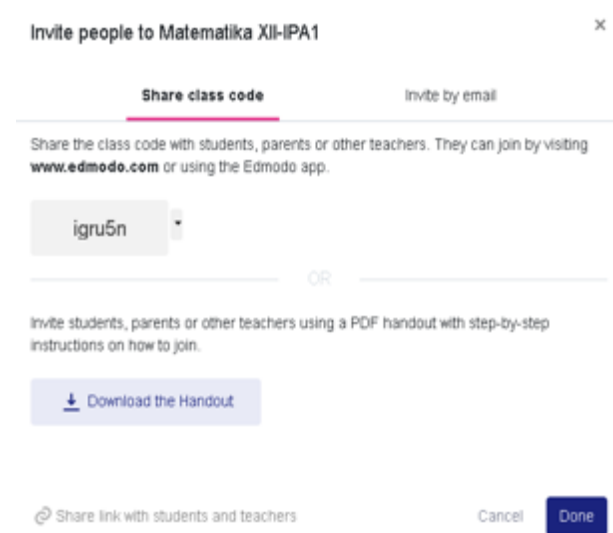 Invite people to Matematika XII-IPA1
×
Share class code
Invite by email
Share the class code with students, parents or other teachers. They can join by visiting
www.edmodo.com or using the Edmodo app.
igru5n
OR
Invite students, parents or other teachers using a PDF handout with step-by-step
instructions on how to join.
Download the Handout
Share link with students and teachers
Cancel
Done